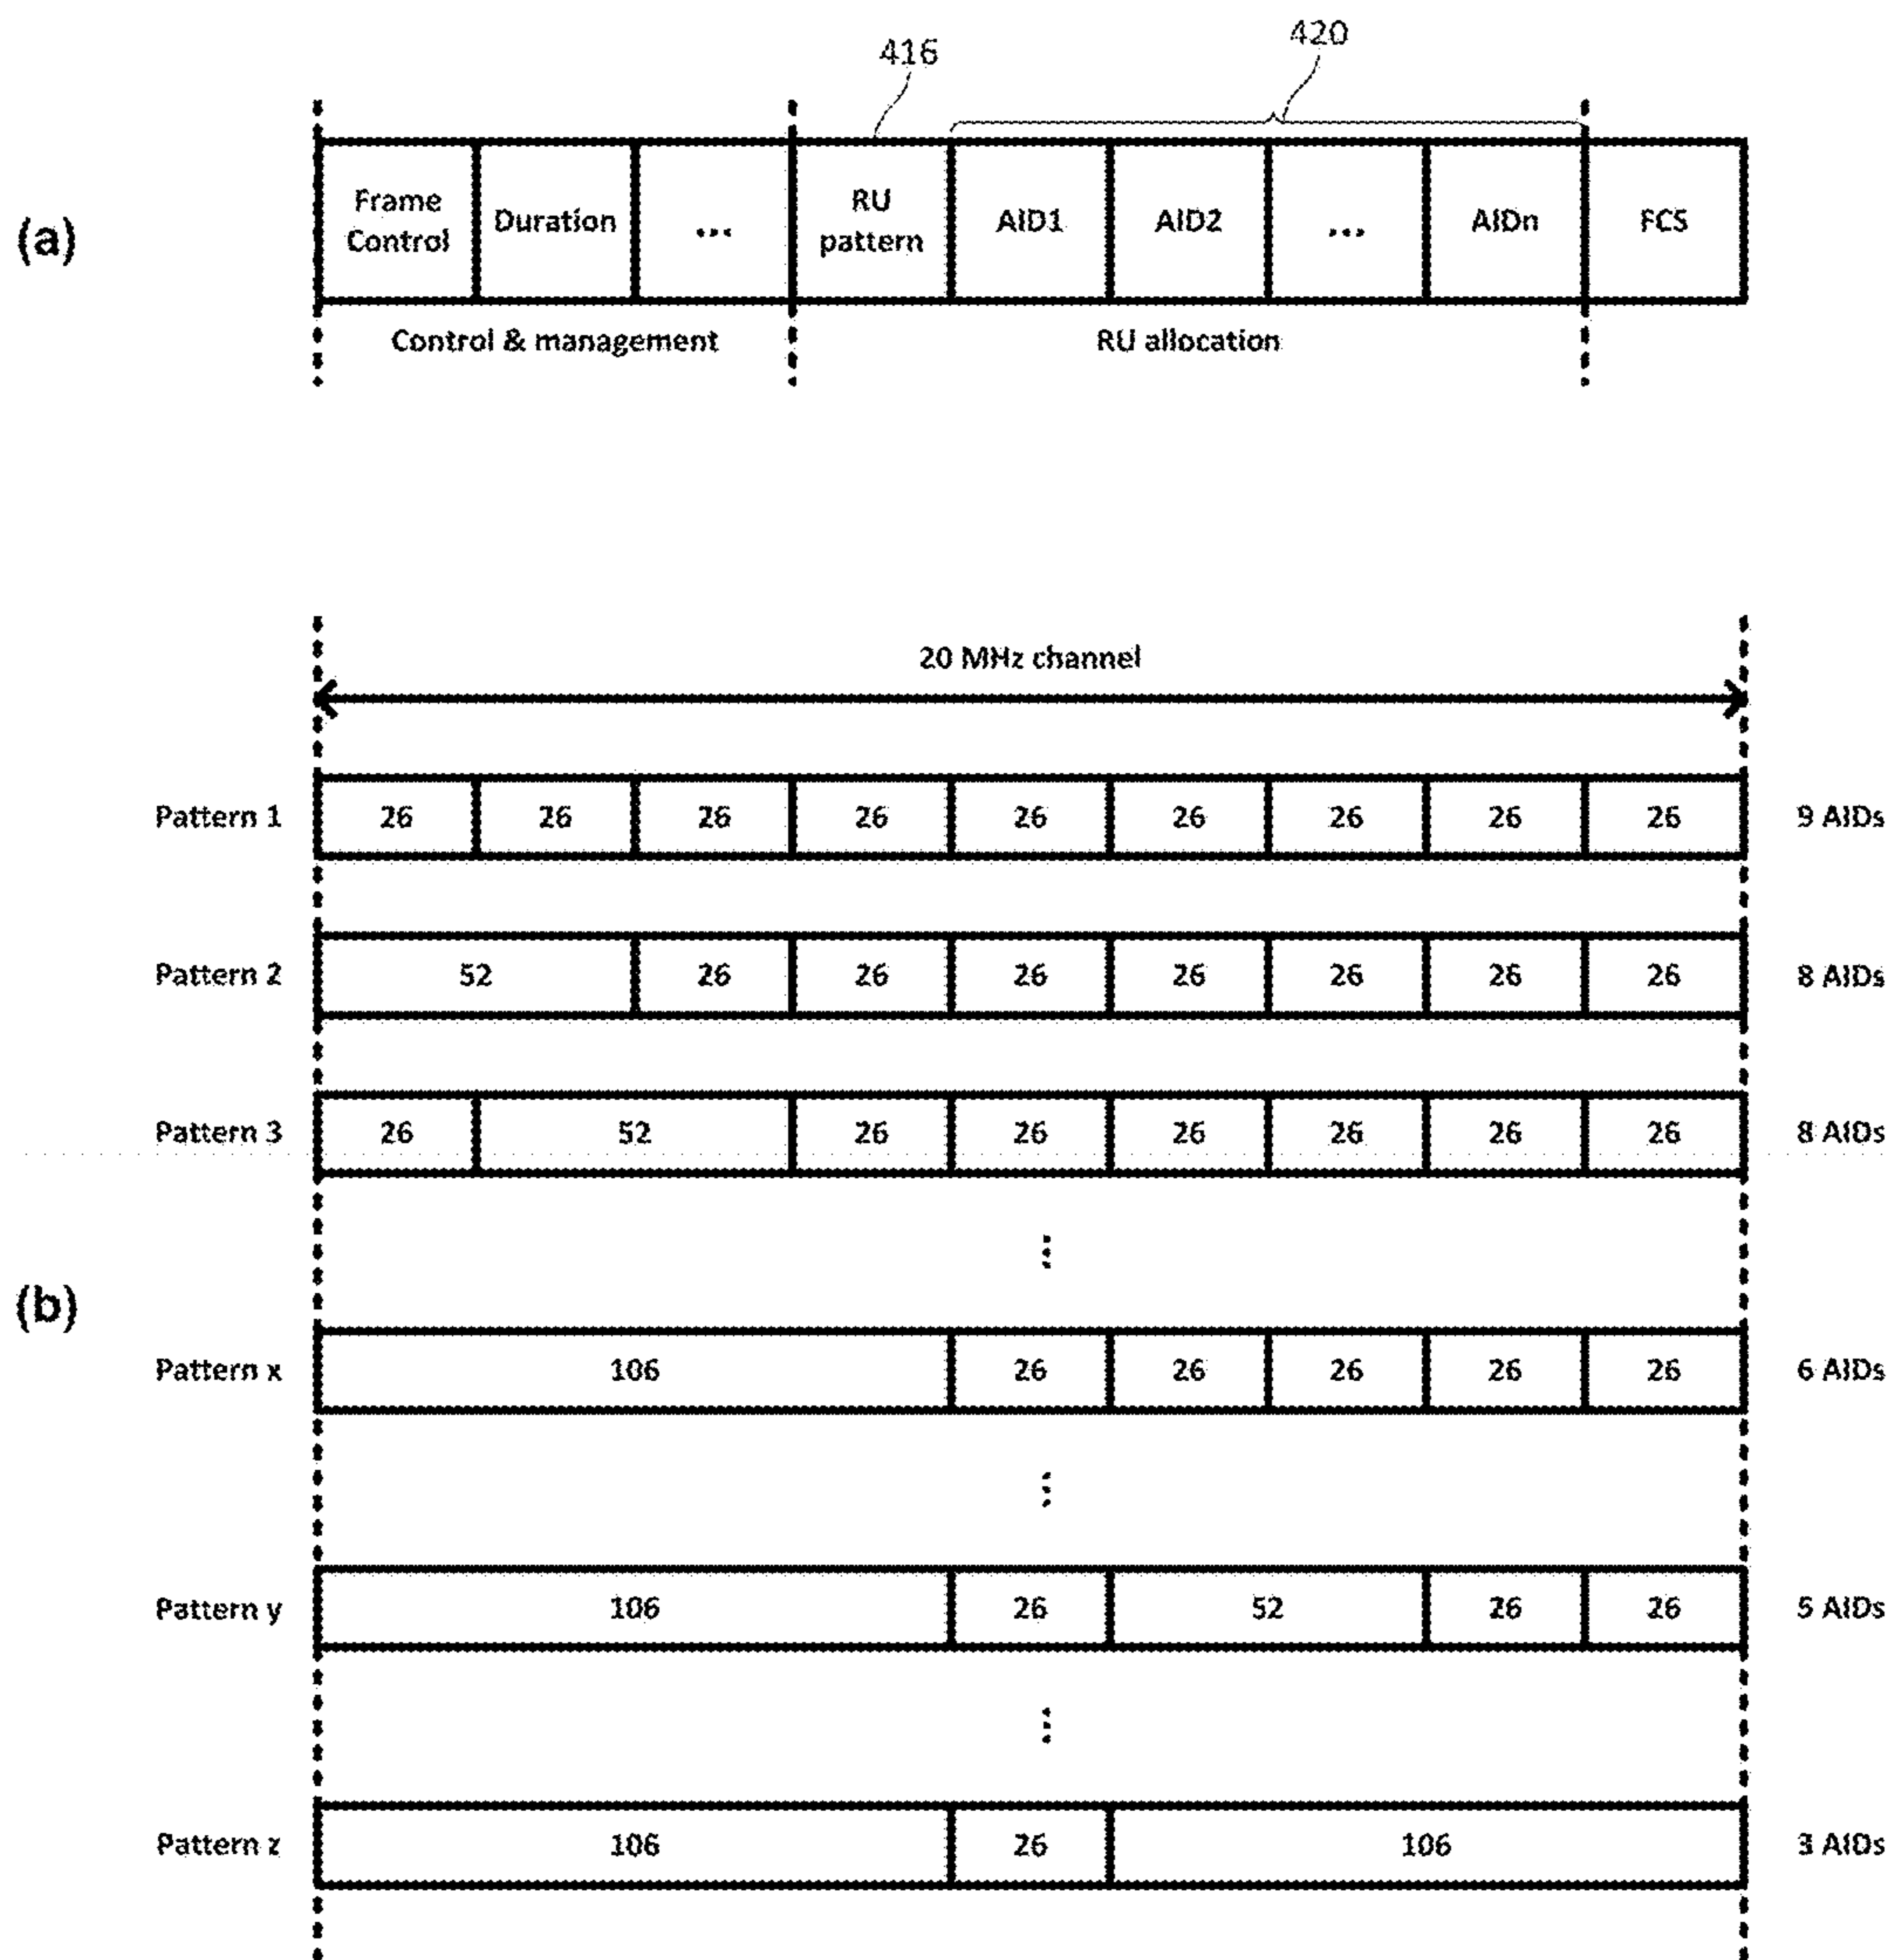 416
420
(a)
Frame Control
Duration
...
RU pattern
AID1
AID2
...
AIDn
FCS
Control & management
RU allocation
(b)
20 MHz channel
Pattern 1 26 26 26 26 26 26 26 26 26 9 AIDs
Pattern 2 52 26 26 26 26 26 26 26 8 AIDs
Pattern 3 26 52 26 26 26 26 26 26 8 AIDs
Pattern x 106 26 26 26 26 26 6 AIDs
Pattern y 106 26 52 26 26 5 AIDs
Pattern z 106 26 106 3 AIDs